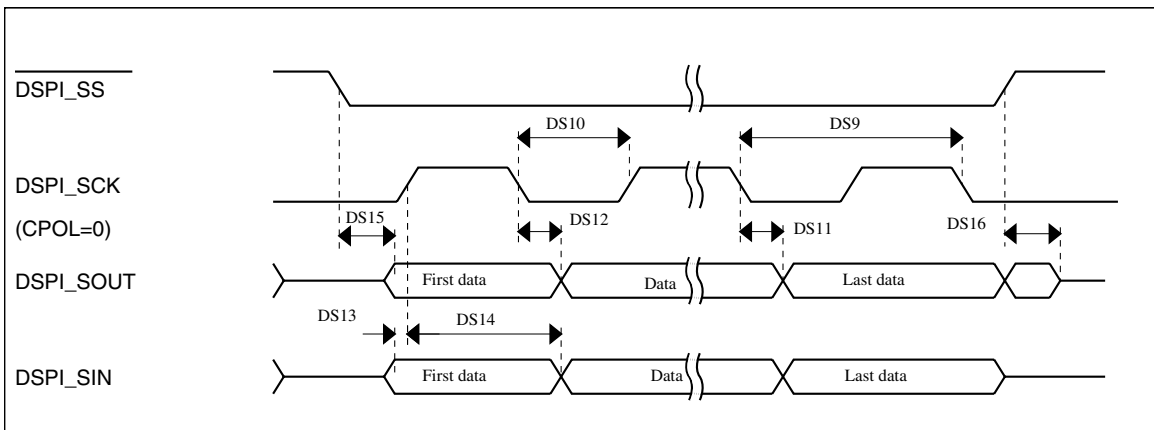 DSPI_SS
DS10
DS9
DSPI_SCK
(CPOL=0)
DS15
DS12
DS11
DS16
DSPI_SOUT
First data
Data
Last data
DS13
DS14
DSPI_SIN
First data
Data
Last data